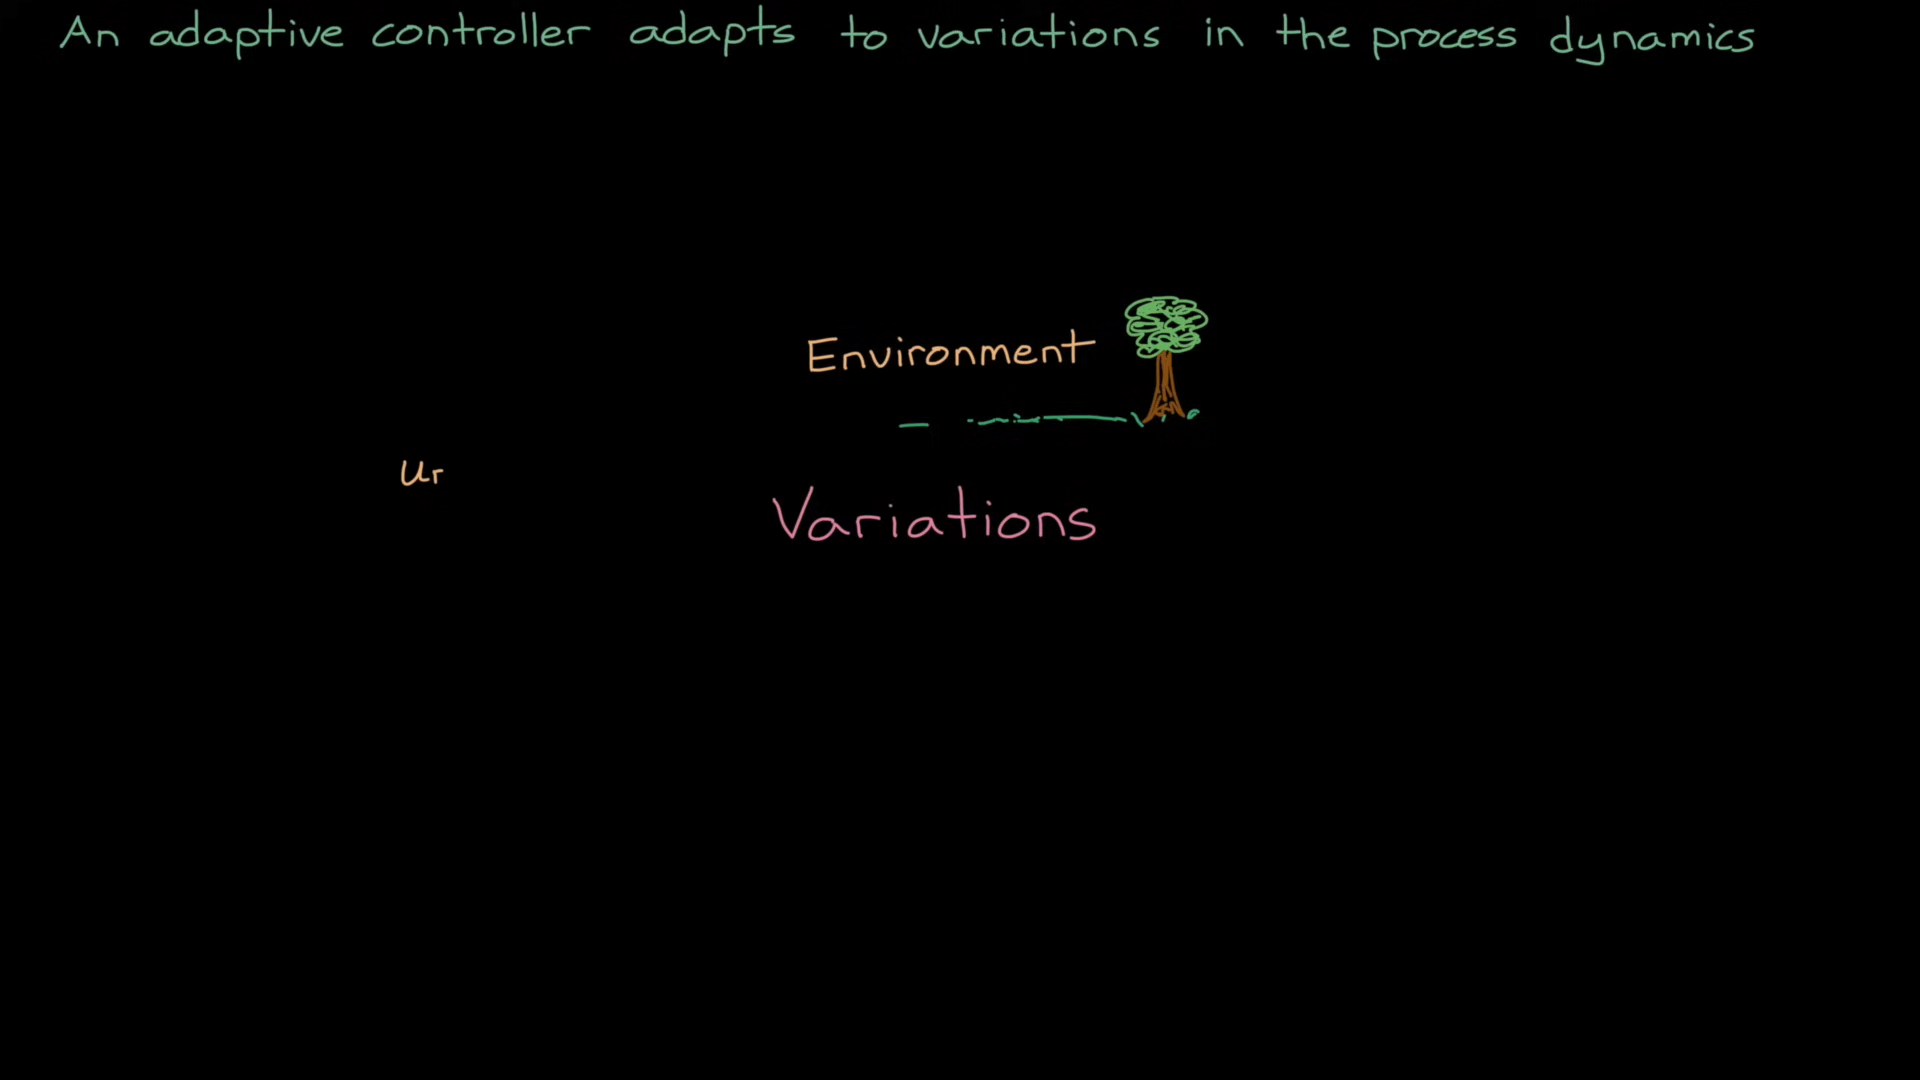 An adaptive controller adapts to variations in the process dynamics
Environment
Ur
Variations